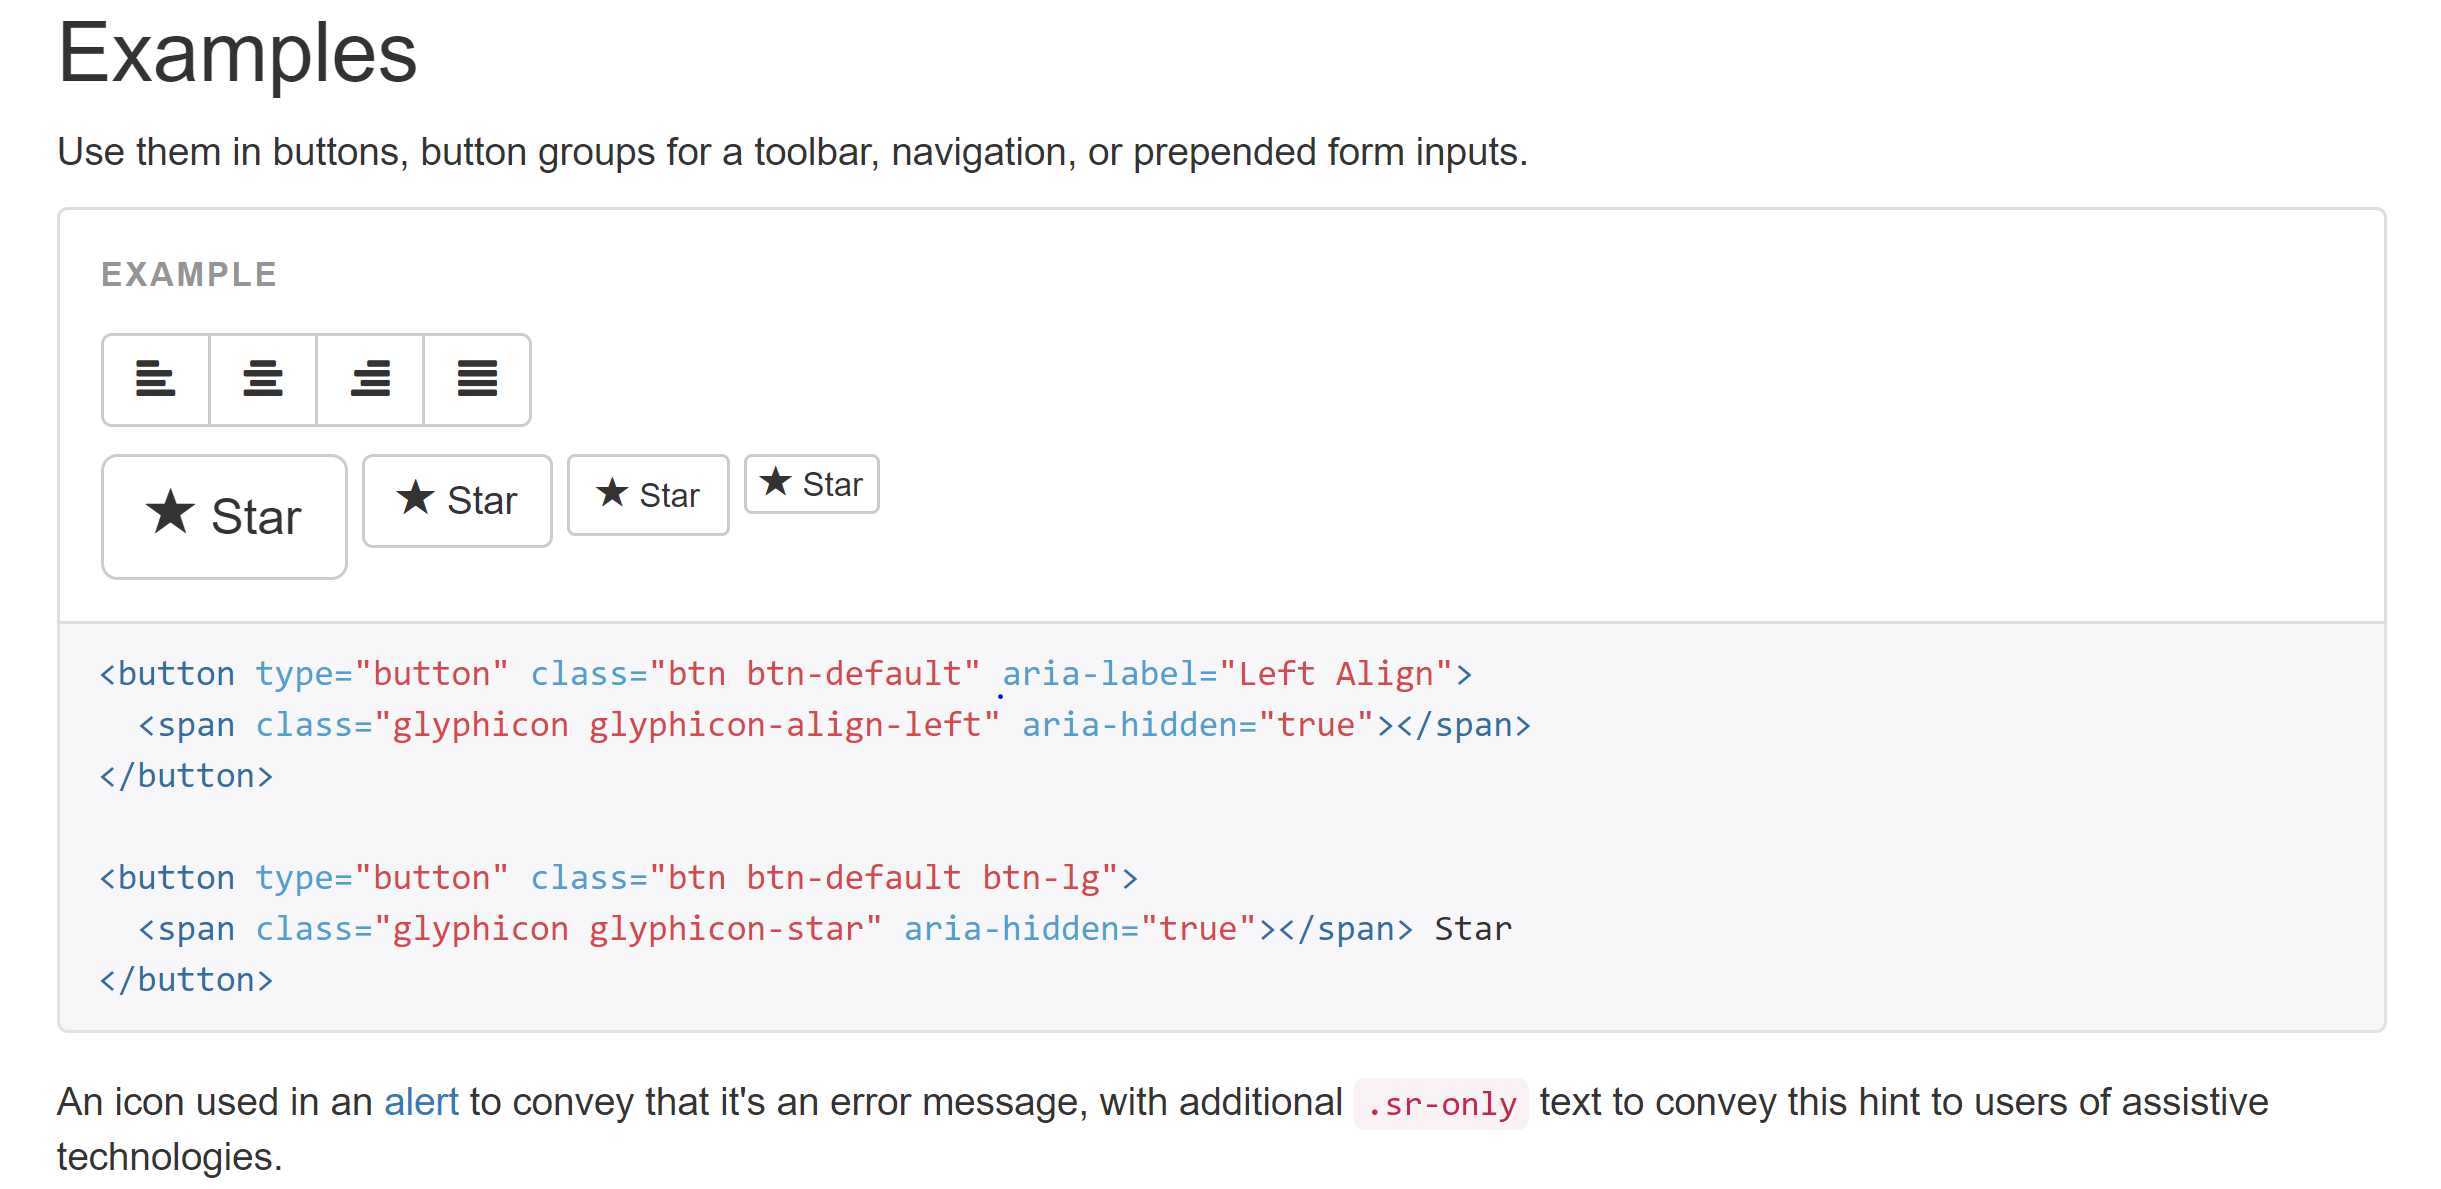 Examples
Use them in buttons, button groups for a toolbar, navigation, or prepended form inputs.
EXAMPLE
Star Star Star Star
<button type="button" class="btn btn-default" aria-label="Left Align">
  <span class="glyphicon glyphicon-align-left" aria-hidden="true"></span>
</button>
<button type="button" class="btn btn-default btn-lg">
  <span class="glyphicon glyphicon-star" aria-hidden="true"></span> Star
</button>
An icon used in an alert to convey that it's an error message, with additional .sr-only text to convey this hint to users of assistive
technologies.